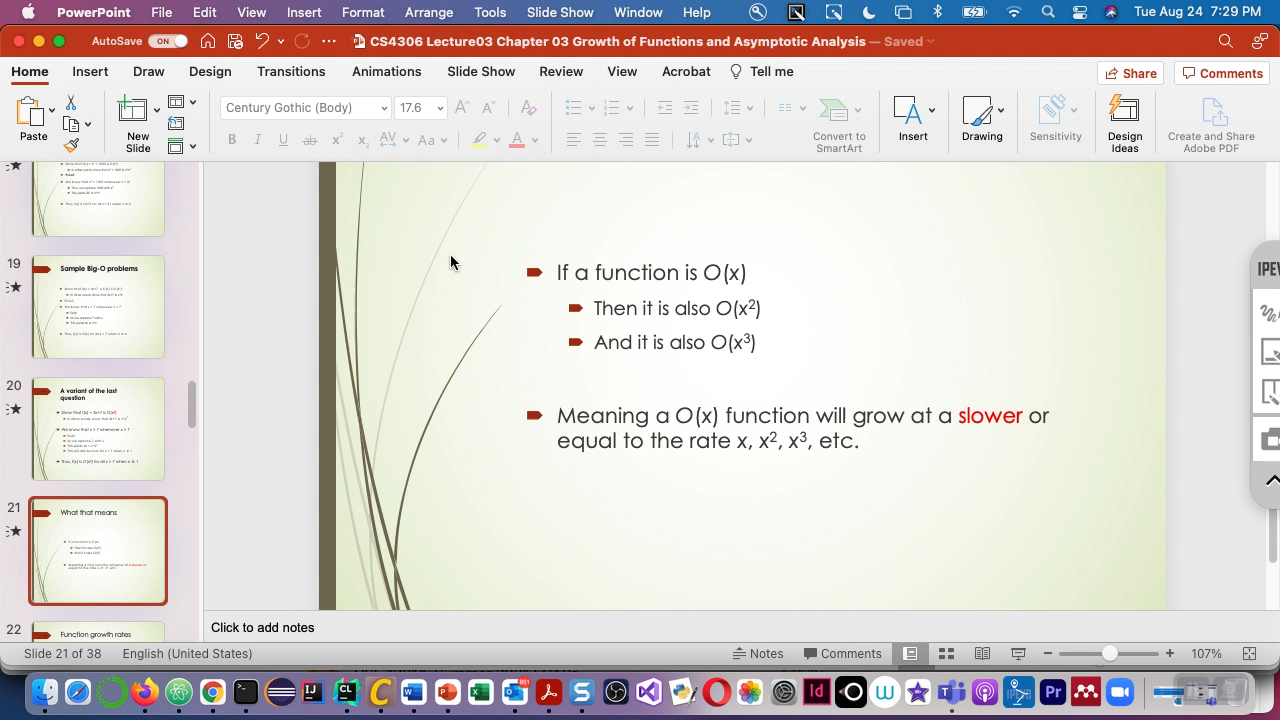 PowerPoint File Edit View Insert Format Arrange Tools Slide Show Window Help Tue Aug 24 7:29 PM
AutoSave ON CS4306 Lecture03 Chapter 03 Growth of Functions and Asymptotic Analysis — Saved
Home Insert Draw Design Transitions Animations Slide Show Review View Acrobat Tell me Share Comments
Century Gothic (Body) 17.6
Paste New Slide Convert to SmartArt Insert Drawing Sensitivity Design Ideas Create and Share Adobe PDF
19
Sample Big-O problems
20
A variant of the last
question
21
What that means
22
Function growth rates
If a function is O(x)
Then it is also O(x²)
And it is also O(x³)
Meaning a O(x) function will grow at a slower or
equal to the rate x, x², x³, etc.
IPEV
Click to add notes
Slide 21 of 38 English (United States) Notes Comments 107%